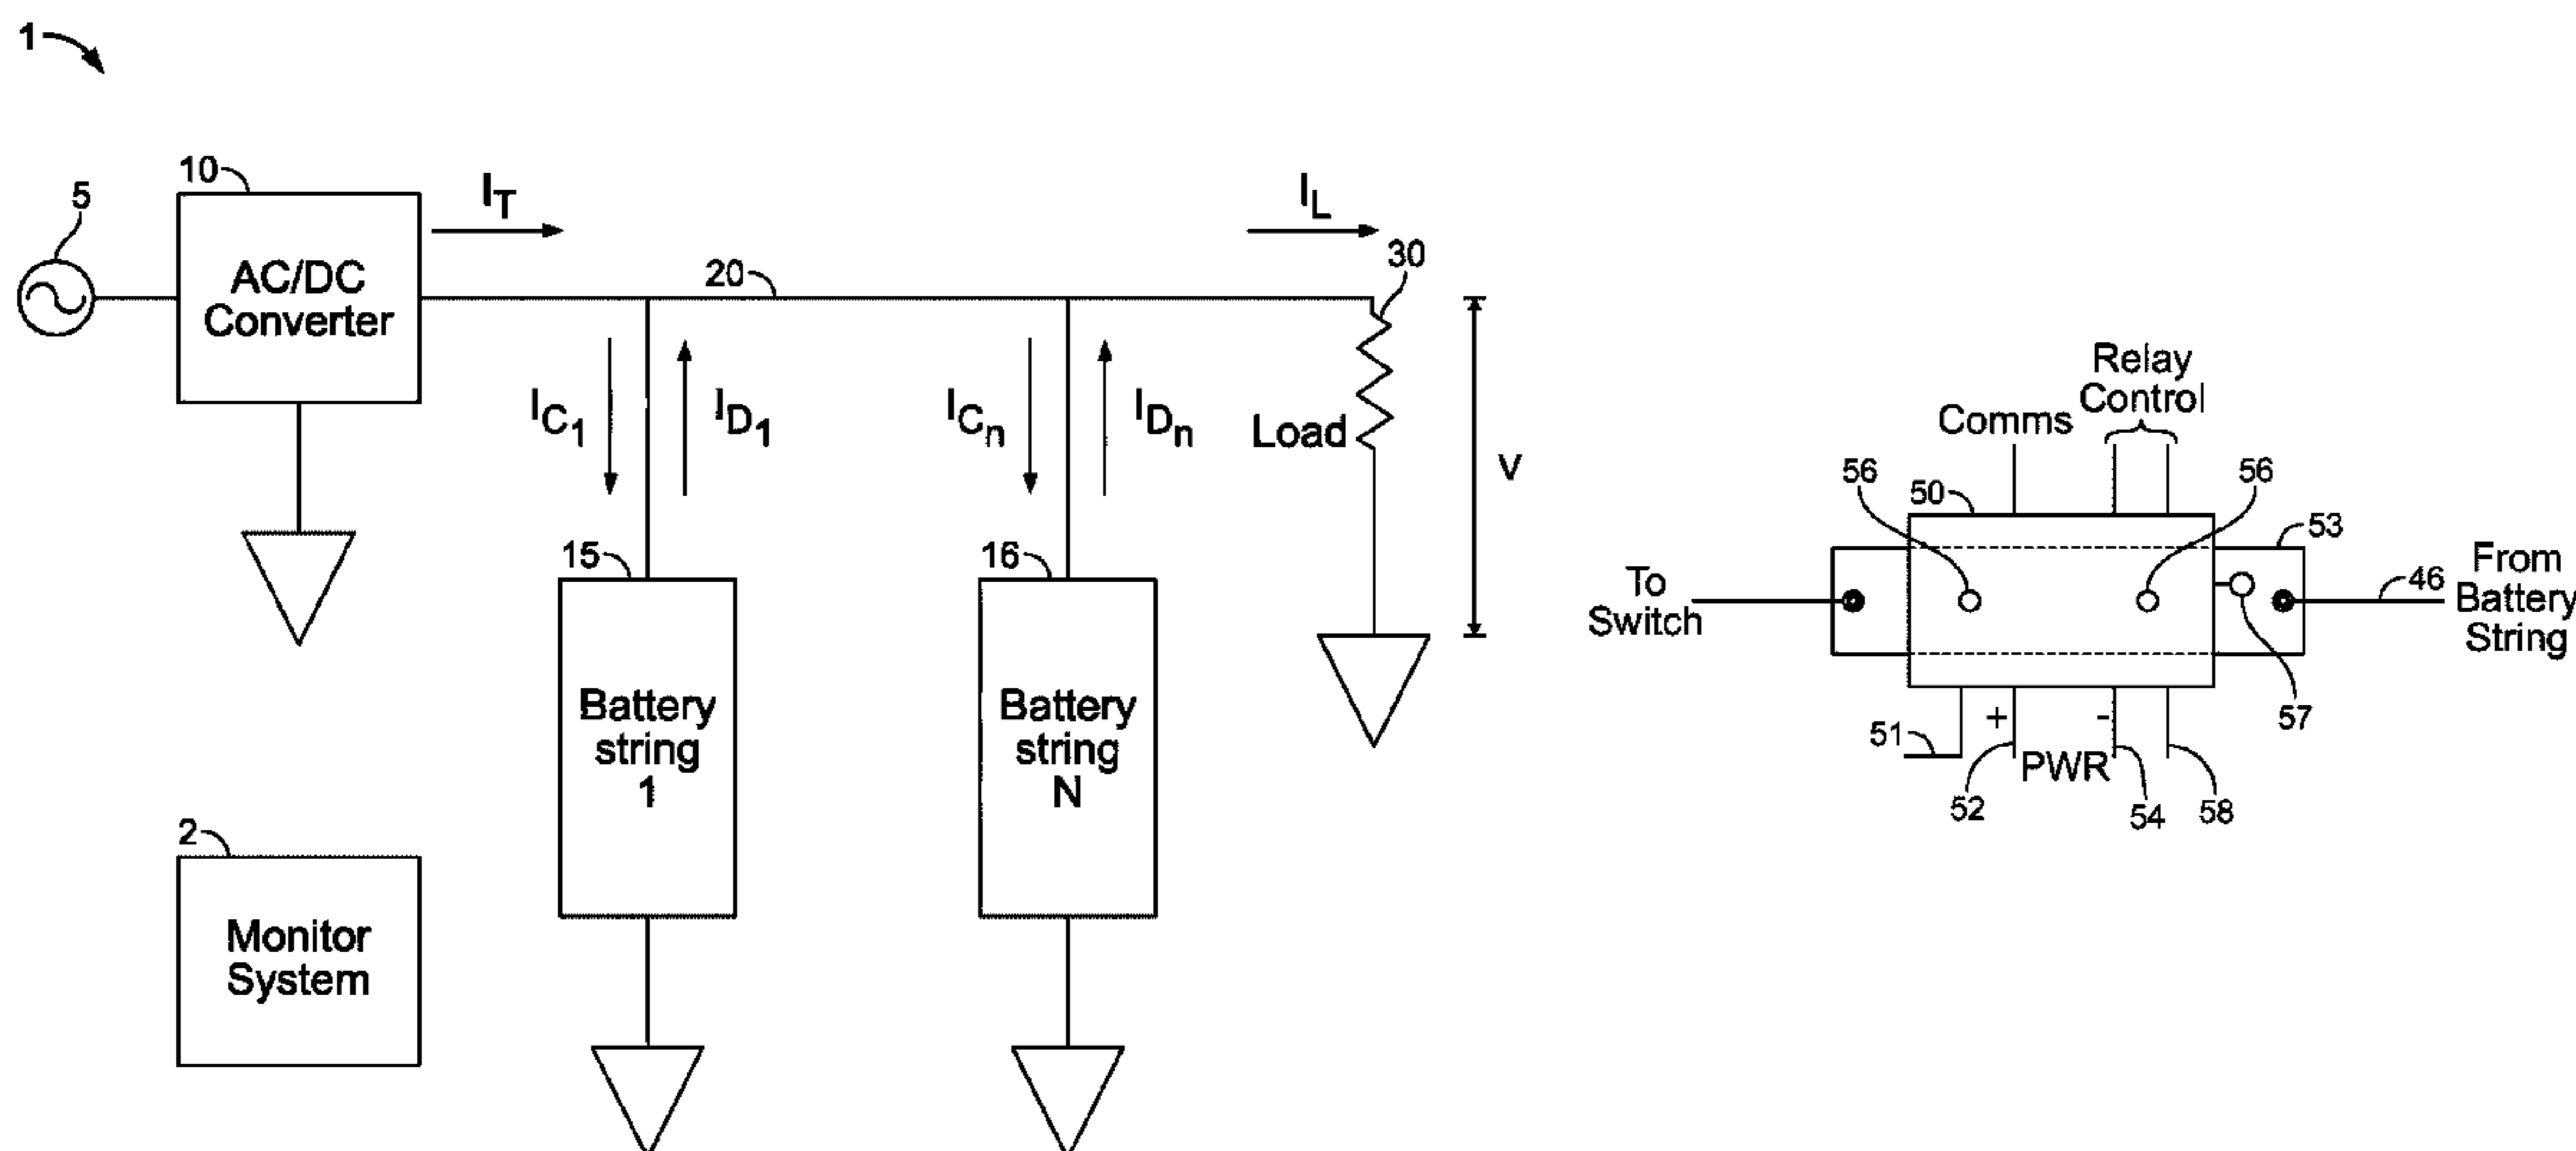 1
10
5
AC/DC
Converter
I_T
20
I_L
30
I_C1
I_D1
I_Cn
I_Dn
Load
V
15
Battery
string
1
16
Battery
string
N
2
Monitor
System
Relay
Control
Comms
56
50
56
53
To
Switch
46
From
Battery
String
57
51
+
-
PWR
52
54
58